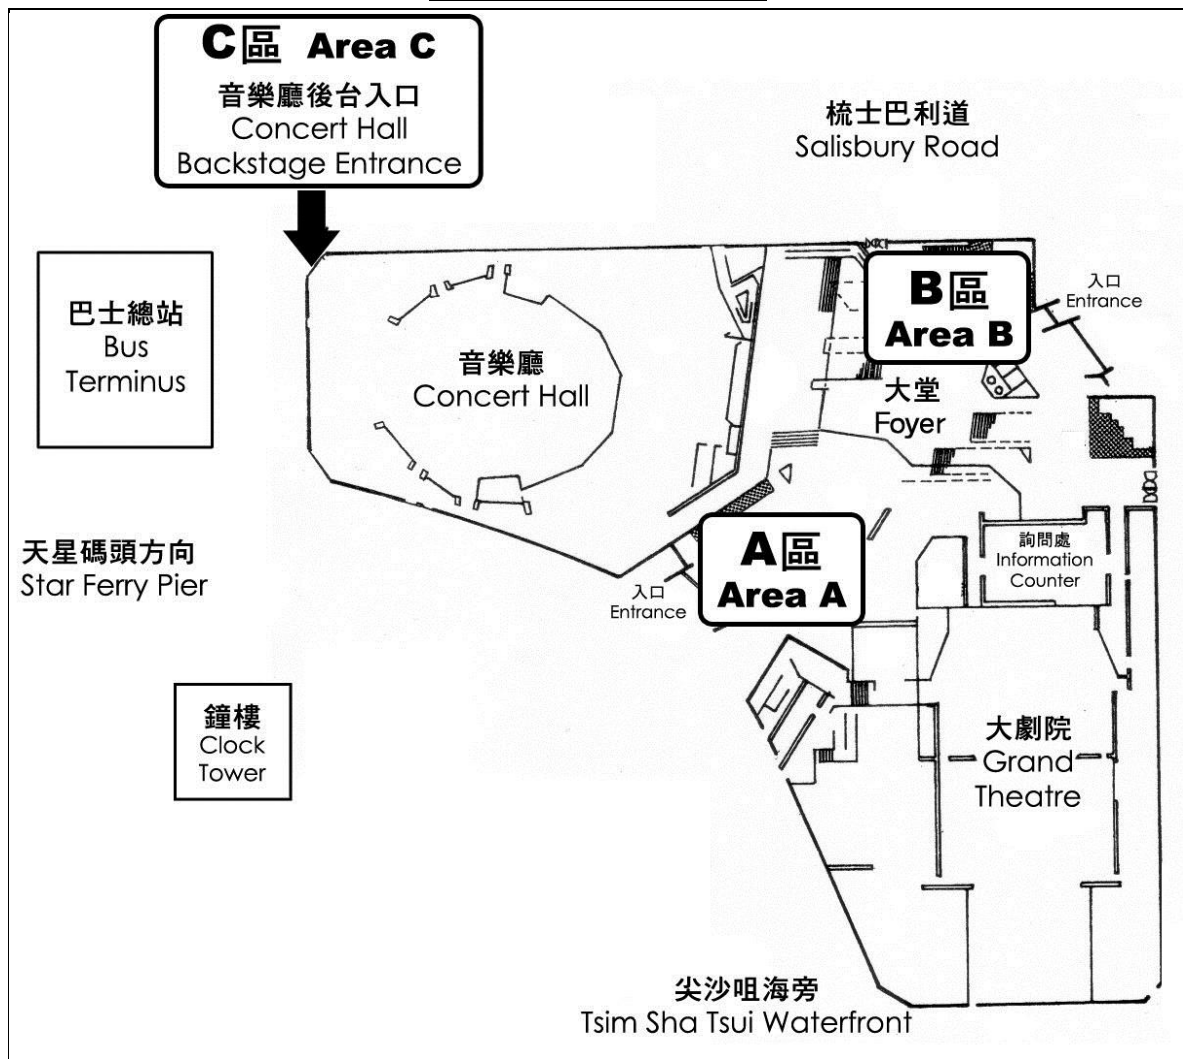 C區 Area C
音樂廳後台入口
Concert Hall
Backstage Entrance
梳士巴利道
Salisbury Road
巴士總站
Bus
Terminus
音樂廳
Concert Hall
B區
Area B
入口
Entrance
大堂
Foyer
天星碼頭方向
Star Ferry Pier
入口
Entrance
A區
Area A
詢問處
Information
Counter
鐘樓
Clock
Tower
大劇院
Grand
Theatre
尖沙咀海旁
Tsim Sha Tsui Waterfront